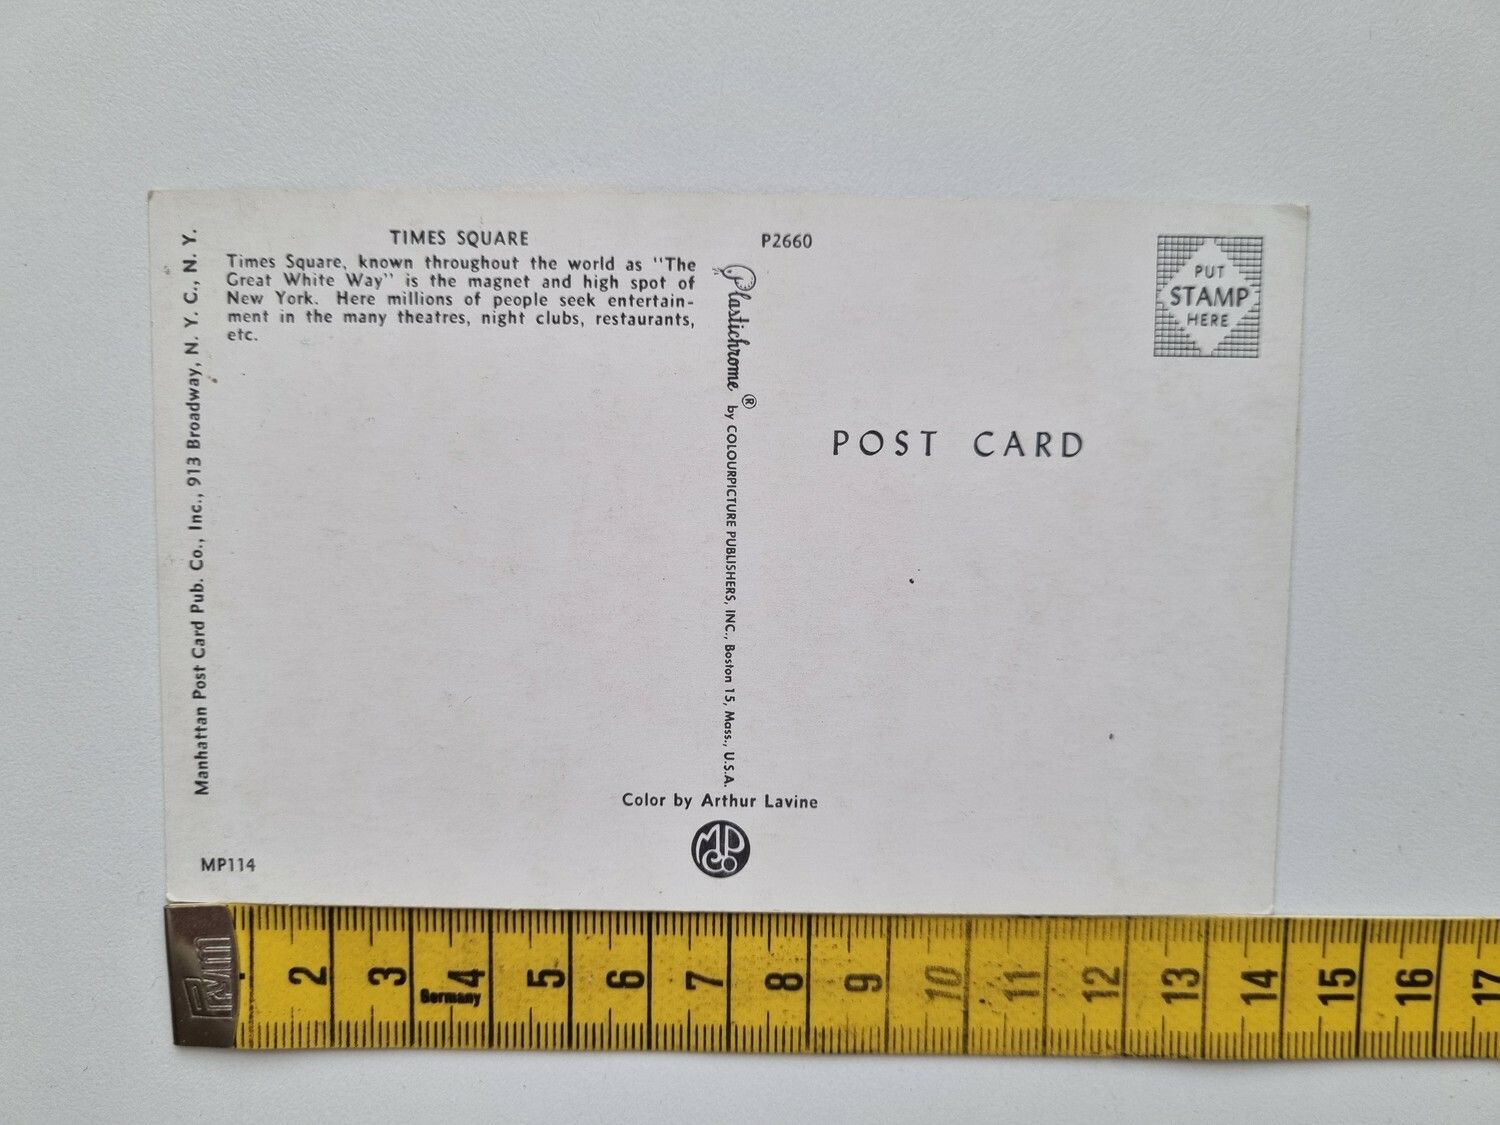 TIMES SQUARE
Times Square, known throughout the world as "The
Great White Way" is the magnet and high spot of
New York. Here millions of people seek entertain-
ment in the many theatres, night clubs, restaurants,
etc.
P2660
PUT
STAMP
HERE
POST CARD
Manhattan Post Card Pub. Co., Inc., 913 Broadway, N. Y. C., N. Y.
Plastichrome ® by COLOURPICTURE PUBLISHERS, INC., Boston 15, Mass., U.S.A.
Color by Arthur Lavine
MPCo
MP114
Prym
1 2 3 4 5 6 7 8 9 10 11 12 13 14 15 16 17
Germany